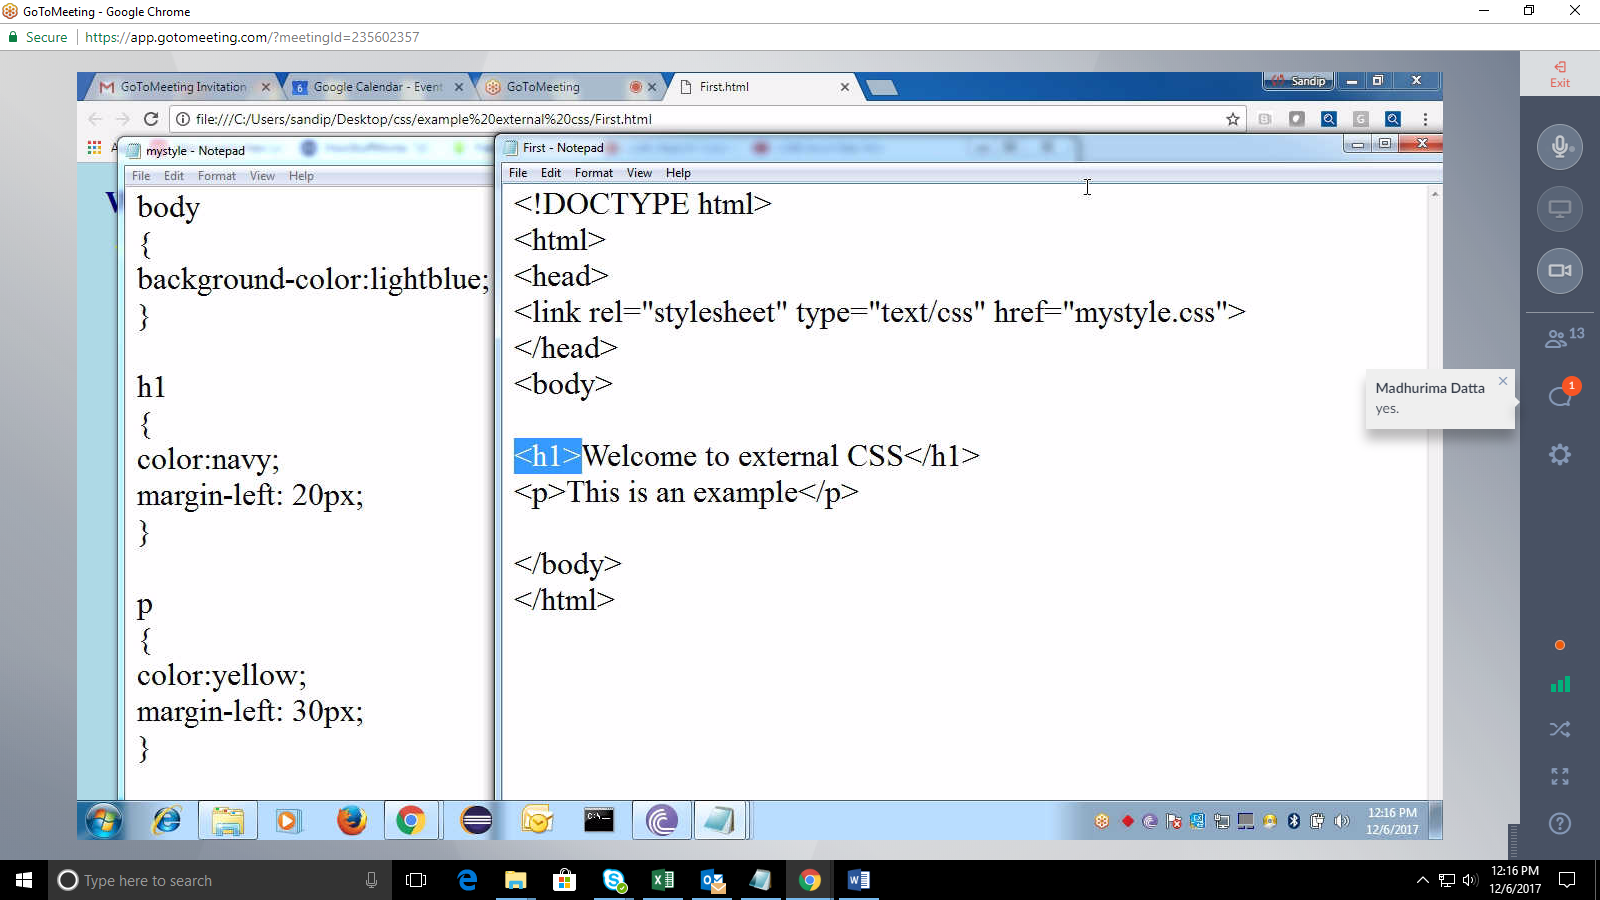 GoToMeeting - Google Chrome
Secure | https://app.gotomeeting.com/?meetingId=235602357
Exit
GoToMeeting Invitation
Google Calendar - Event
GoToMeeting
First.html
Sandip
file:///C:/Users/sandip/Desktop/css/example%20external%20css/First.html
mystyle - Notepad
File Edit Format View Help
body
{
background-color:lightblue;
}
h1
{
color:navy;
margin-left: 20px;
}
p
{
color:yellow;
margin-left: 30px;
}
First - Notepad
File Edit Format View Help
<!DOCTYPE html>
<html>
<head>
<link rel="stylesheet" type="text/css" href="mystyle.css">
</head>
<body>
<h1>Welcome to external CSS</h1>
<p>This is an example</p>
</body>
</html>
13
1
Madhurima Datta
yes.
12:16 PM
12/6/2017
Type here to search
12:16 PM
12/6/2017